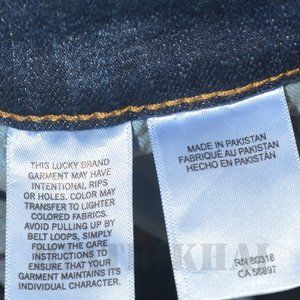 THIS LUCKY BRAND
GARMENT MAY HAVE
INTENTIONAL RIPS
OR HOLES. COLOR MAY
TRANSFER TO LIGHTER
COLORED FABRICS.
AVOID PULLING UP BY
BELT LOOPS, SIMPLY
FOLLOW THE CARE
INSTRUCTIONS TO
ENSURE THAT YOUR
GARMENT MAINTAINS ITS
INDIVIDUAL CHARACTER.
MADE IN PAKISTAN
FABRIQUÉ AU PAKISTAN
HECHO EN PAKISTAN
RN 80318
CA 56897